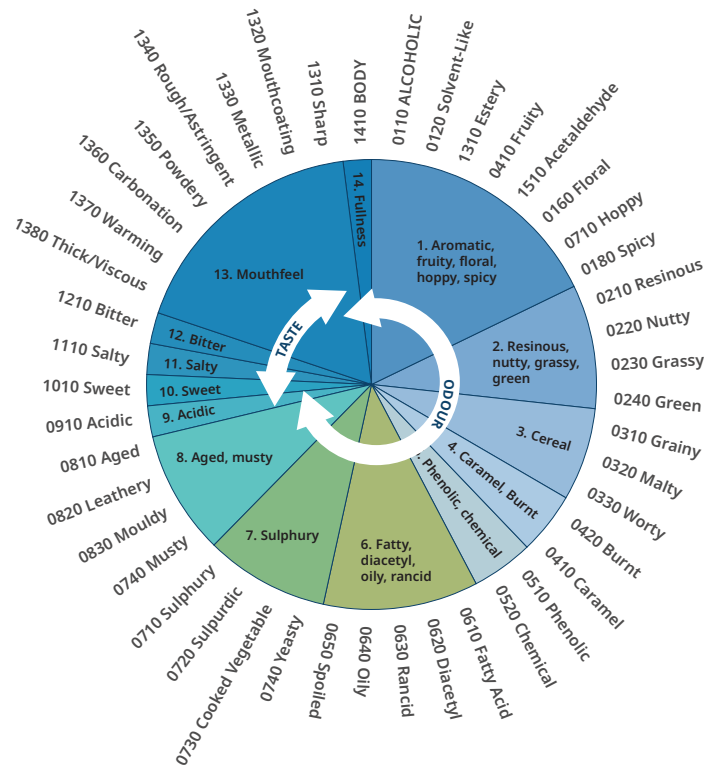 0110 ALCOHOLIC
0120 Solvent-Like
1310 Estery
0410 Fruity
1510 Acetaldehyde
0160 Floral
0710 Hoppy
0180 Spicy
0210 Resinous
0220 Nutty
0230 Grassy
0240 Green
0310 Grainy
0320 Malty
0330 Worty
0420 Burnt
0410 Caramel
0510 Phenolic
0520 Chemical
0610 Fatty Acid
0620 Diacetyl
0630 Rancid
0640 Oily
0650 Spoiled
0740 Yeasty
0730 Cooked Vegetable
0720 Sulpurdic
0710 Sulphury
0740 Musty
0830 Mouldy
0820 Leathery
0810 Aged
0910 Acidic
1010 Sweet
1110 Salty
1210 Bitter
1380 Thick/Viscous
1370 Warming
1360 Carbonation
1350 Powdery
1340 Rough/Astringent
1330 Metallic
1320 Mouthcoating
1310 Sharp
1410 BODY
1. Aromatic,
fruity, floral,
hoppy, spicy
2. Resinous,
nutty, grassy,
green
3. Cereal
4. Caramel, Burnt
. Phenolic, chemical
6. Fatty,
diacetyl,
oily, rancid
7. Sulphury
8. Aged, musty
9. Acidic
10. Sweet
11. Salty
12. Bitter
13. Mouthfeel
14. Fullness
TASTE
ODOUR